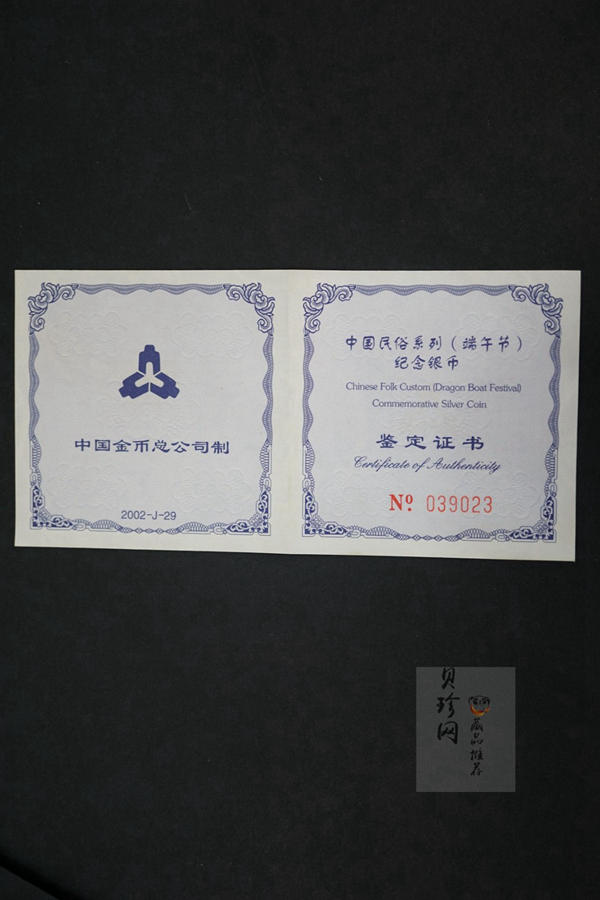 中国金币总公司制
2002-J-29
中国民俗系列（端午节）
纪念银币
Chinese Folk Custom (Dragon Boat Festival)
Commemorative Silver Coin
鉴定证书
Certificate of Authenticity
Nº 039023
贝珍网
藏品推荐